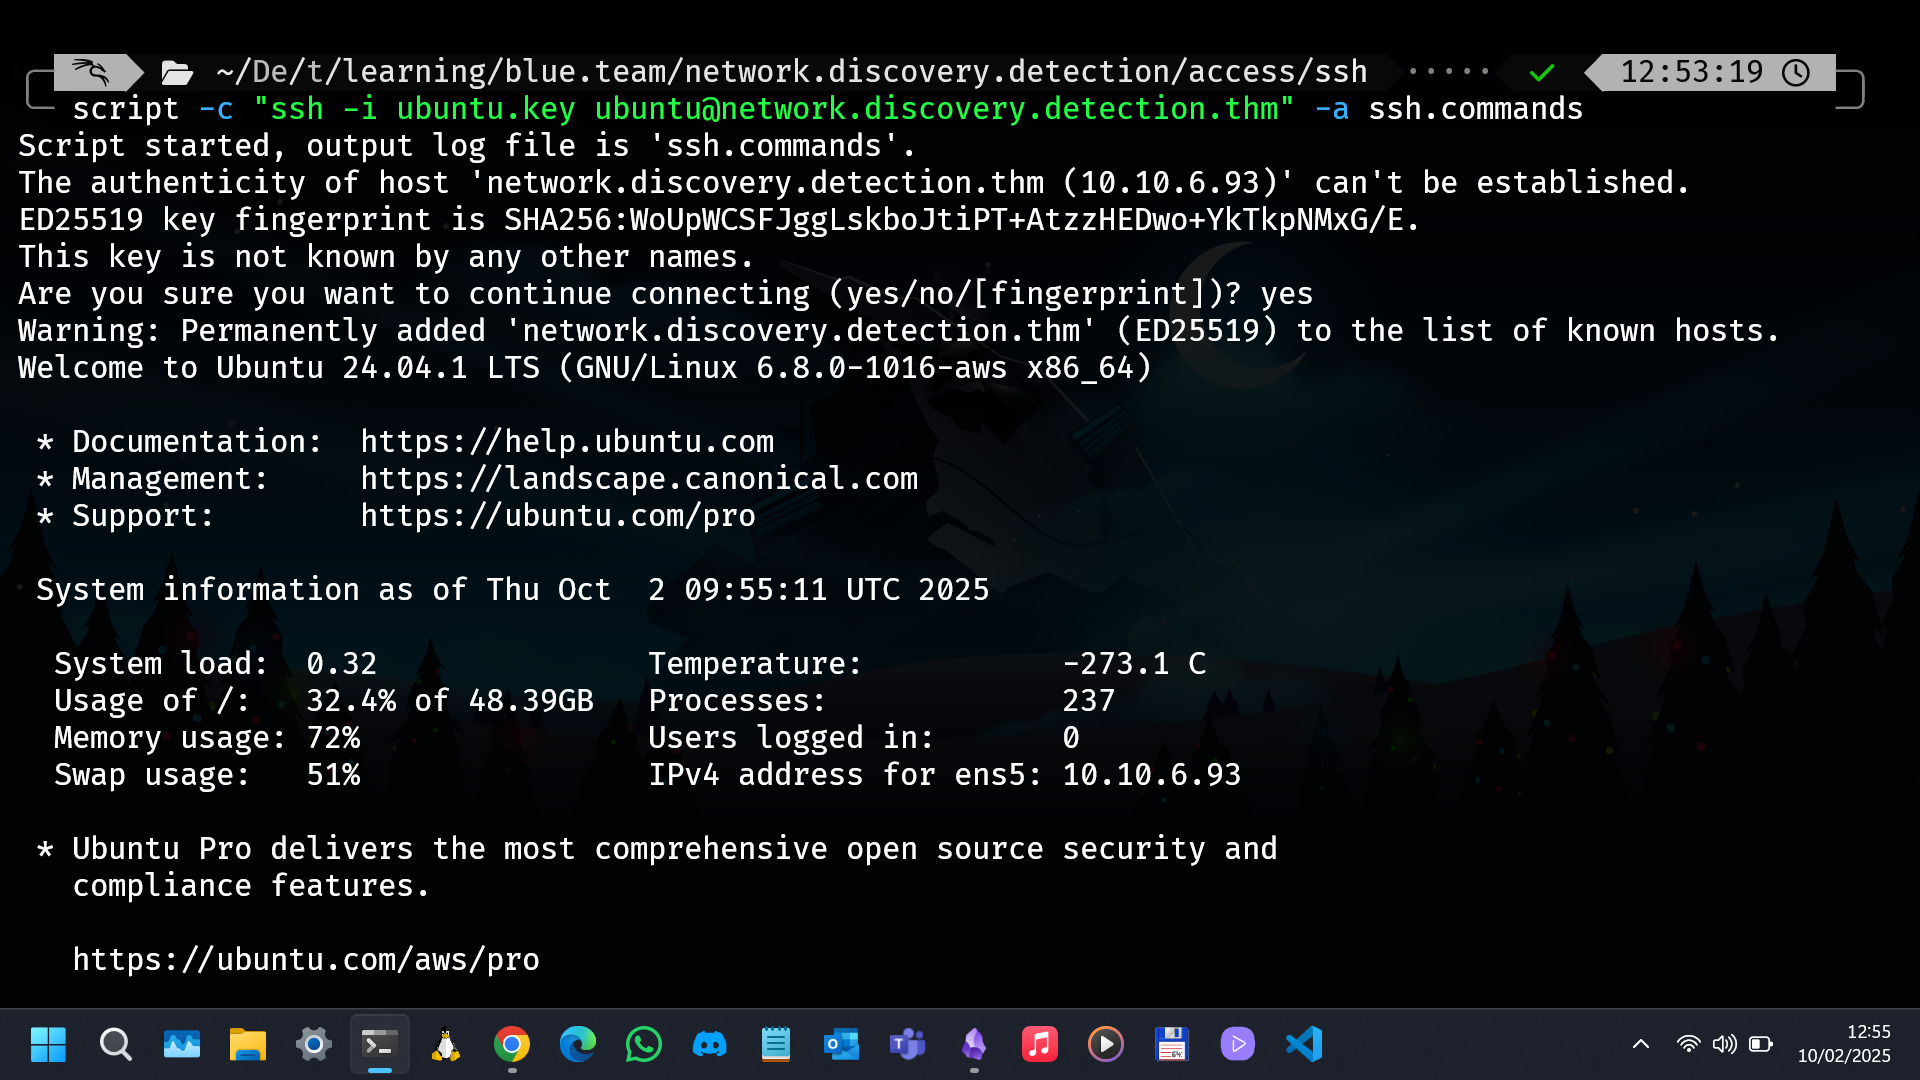 ~/De/t/learning/blue.team/network.discovery.detection/access/ssh ····· ✓ 12:53:19
script -c "ssh -i ubuntu.key ubuntu@network.discovery.detection.thm" -a ssh.commands
Script started, output log file is 'ssh.commands'.
The authenticity of host 'network.discovery.detection.thm (10.10.6.93)' can't be established.
ED25519 key fingerprint is SHA256:WoUpWCSFJggLskboJtiPT+AtzzHEDwo+YkTkpNMxG/E.
This key is not known by any other names.
Are you sure you want to continue connecting (yes/no/[fingerprint])? yes
Warning: Permanently added 'network.discovery.detection.thm' (ED25519) to the list of known hosts.
Welcome to Ubuntu 24.04.1 LTS (GNU/Linux 6.8.0-1016-aws x86_64)
* Documentation:  https://help.ubuntu.com
* Management:     https://landscape.canonical.com
* Support:        https://ubuntu.com/pro
System information as of Thu Oct  2 09:55:11 UTC 2025
System load:  0.32               Temperature:           -273.1 C
Usage of /:   32.4% of 48.39GB   Processes:             237
Memory usage: 72%                Users logged in:       0
Swap usage:   51%                IPv4 address for ens5: 10.10.6.93
* Ubuntu Pro delivers the most comprehensive open source security and
compliance features.
https://ubuntu.com/aws/pro
12:55
10/02/2025